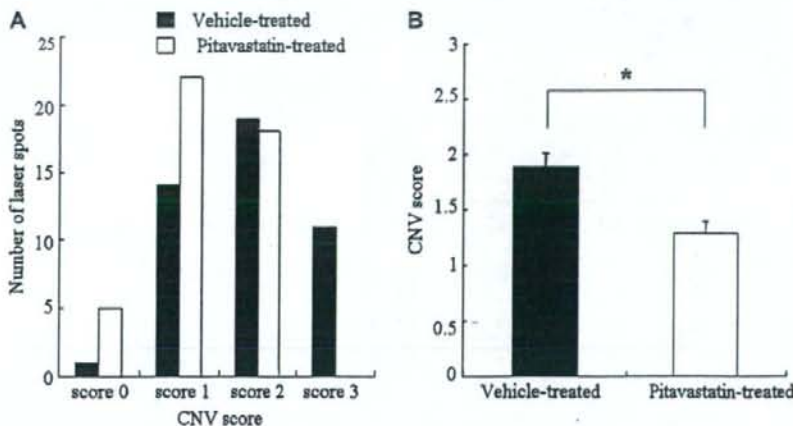 A
Vehicle-treated
Pitavastatin-treated
25
20
15
10
5
0
Number of laser spots
score 0 score 1 score 2 score 3
CNV score
B
3
2.5
2
1.5
1
0.5
0
CNV score
*
Vehicle-treated Pitavastatin-treated